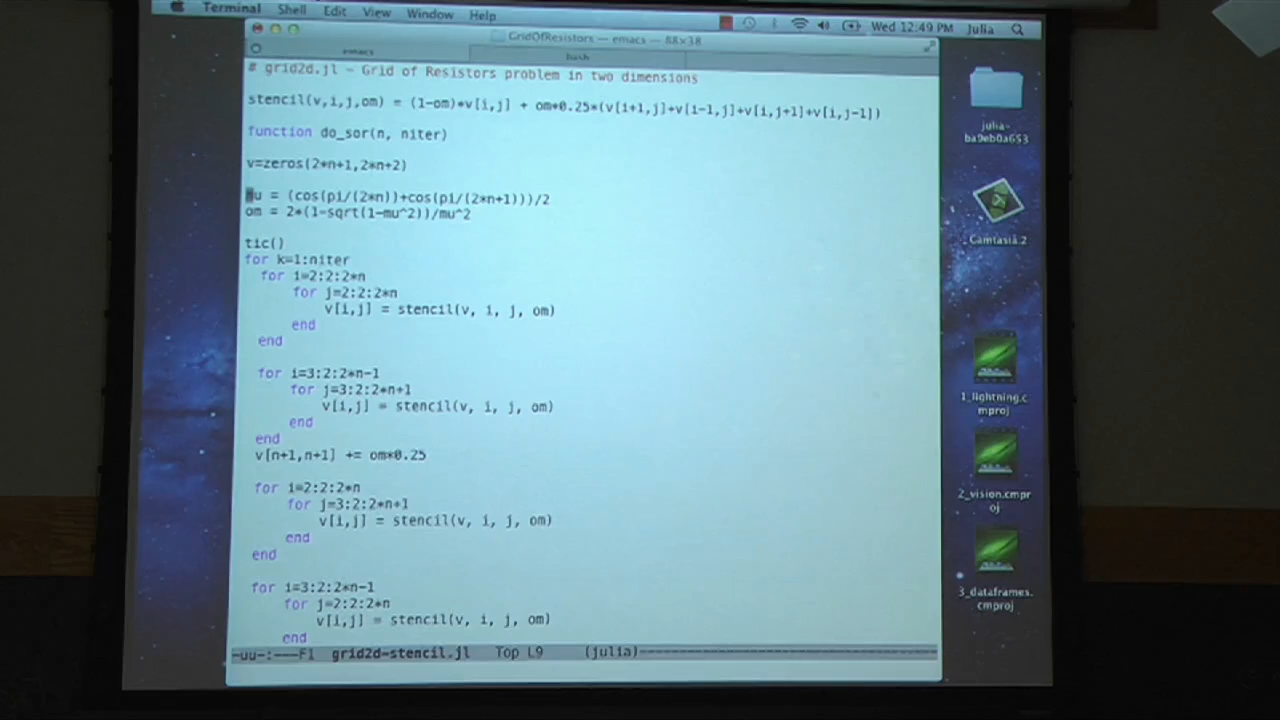 Terminal Shell Edit View Window Help Wed 12:49 PM Julia
GridOfResistors — emacs — 88×38
emacs bash
# grid2d.jl - Grid of Resistors problem in two dimensions
stencil(v,i,j,om) = (1-om)*v[i,j] + om*0.25*(v[i+1,j]+v[i-1,j]+v[i,j+1]+v[i,j-1])
function do_sor(n, niter)
v=zeros(2*n+1,2*n+2)
mu = (cos(pi/(2*n))+cos(pi/(2*n+1)))/2
om = 2*(1-sqrt(1-mu^2))/mu^2
tic()
for k=1:niter
for i=2:2:2*n
for j=2:2:2*n
v[i,j] = stencil(v, i, j, om)
end
end
for i=3:2:2*n-1
for j=3:2:2*n+1
v[i,j] = stencil(v, i, j, om)
end
end
v[n+1,n+1] += om*0.25
for i=2:2:2*n
for j=3:2:2*n+1
v[i,j] = stencil(v, i, j, om)
end
end
for i=3:2:2*n-1
for j=2:2:2*n
v[i,j] = stencil(v, i, j, om)
end
-uu-:---F1 grid2d-stencil.jl Top L9 (julia)
julia-
ba9eb0a653
Camtasia 2
1_lightning.c
mproj
2_vision.cmpr
oj
3_dataframes.
cmproj